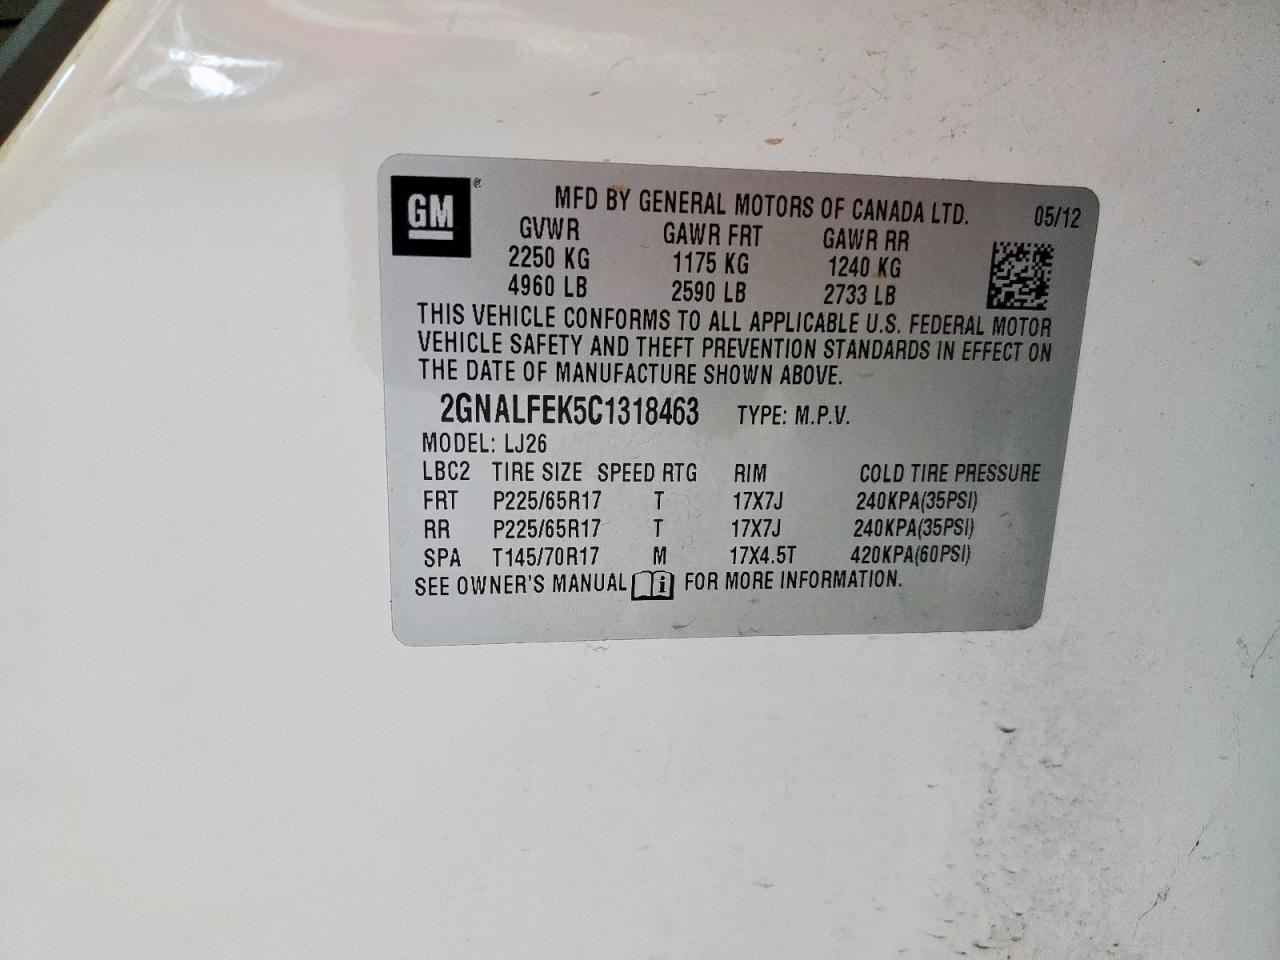 GM ®
MFD BY GENERAL MOTORS OF CANADA LTD. 05/12
GVWR GAWR FRT GAWR RR
2250 KG 1175 KG 1240 KG
4960 LB 2590 LB 2733 LB
THIS VEHICLE CONFORMS TO ALL APPLICABLE U.S. FEDERAL MOTOR
VEHICLE SAFETY AND THEFT PREVENTION STANDARDS IN EFFECT ON
THE DATE OF MANUFACTURE SHOWN ABOVE.
2GNALFEK5C1318463 TYPE: M.P.V.
MODEL: LJ26
LBC2 TIRE SIZE SPEED RTG RIM COLD TIRE PRESSURE
FRT P225/65R17 T 17X7J 240KPA(35PSI)
RR P225/65R17 T 17X7J 240KPA(35PSI)
SPA T145/70R17 M 17X4.5T 420KPA(60PSI)
SEE OWNER'S MANUAL i FOR MORE INFORMATION.